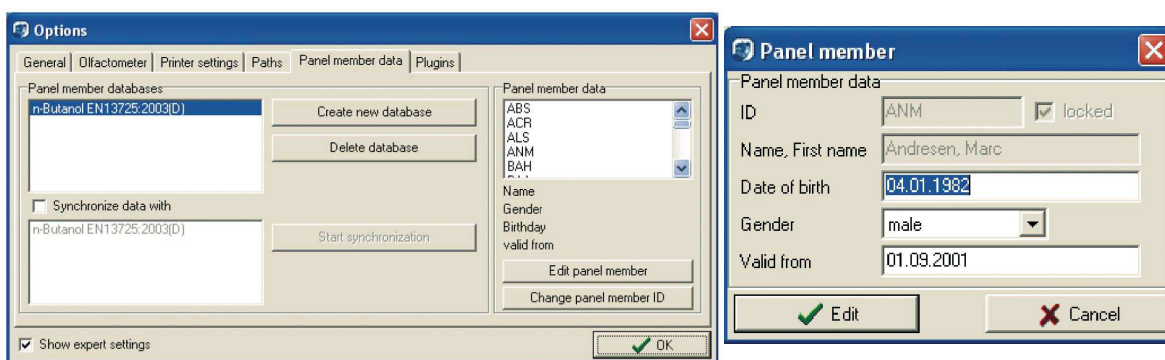 Options
General Olfactometer Printer settings Paths Panel member data Plugins
Panel member databases
n-Butanol EN13725:2003(D)
Create new database
Delete database
Synchronize data with
n-Butanol EN13725:2003(D)
Start synchronization
Panel member data
ABS
ACR
ALS
ANM
BAH
Name
Gender
Birthday
valid from
Edit panel member
Change panel member ID
Show expert settings
OK
Panel member
Panel member data
ID ANM locked
Name, First name Andresen, Marc
Date of birth 04.01.1982
Gender male
Valid from 01.09.2001
Edit Cancel